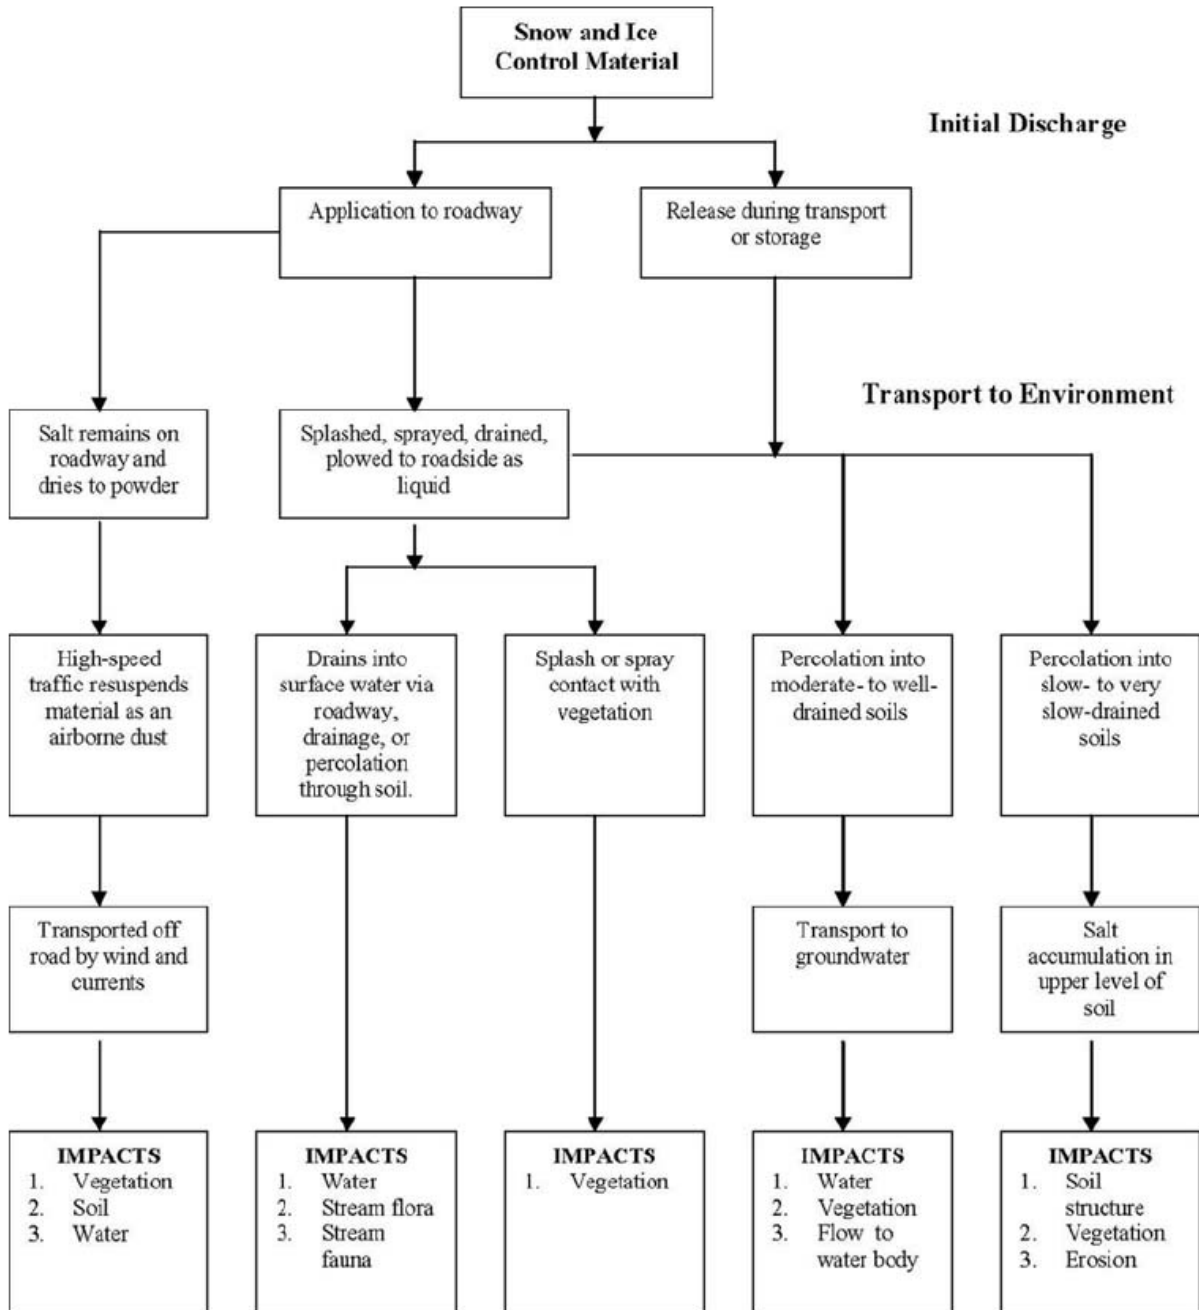 Snow and Ice
Control Material
Initial Discharge
Application to roadway
Release during transport
or storage
Transport to Environment
Salt remains on
roadway and
dries to powder
Splashed, sprayed, drained,
plowed to roadside as
liquid
High-speed
traffic resuspends
material as an
airborne dust
Drains into
surface water via
roadway,
drainage, or
percolation
through soil.
Splash or spray
contact with
vegetation
Percolation into
moderate- to well-
drained soils
Percolation into
slow- to very
slow-drained
soils
Transported off
road by wind and
currents
Transport to
groundwater
Salt
accumulation in
upper level of
soil
IMPACTS
1. Vegetation
2. Soil
3. Water
IMPACTS
1. Water
2. Stream flora
3. Stream
fauna
IMPACTS
1. Vegetation
IMPACTS
1. Water
2. Vegetation
3. Flow to
water body
IMPACTS
1. Soil
structure
2. Vegetation
3. Erosion